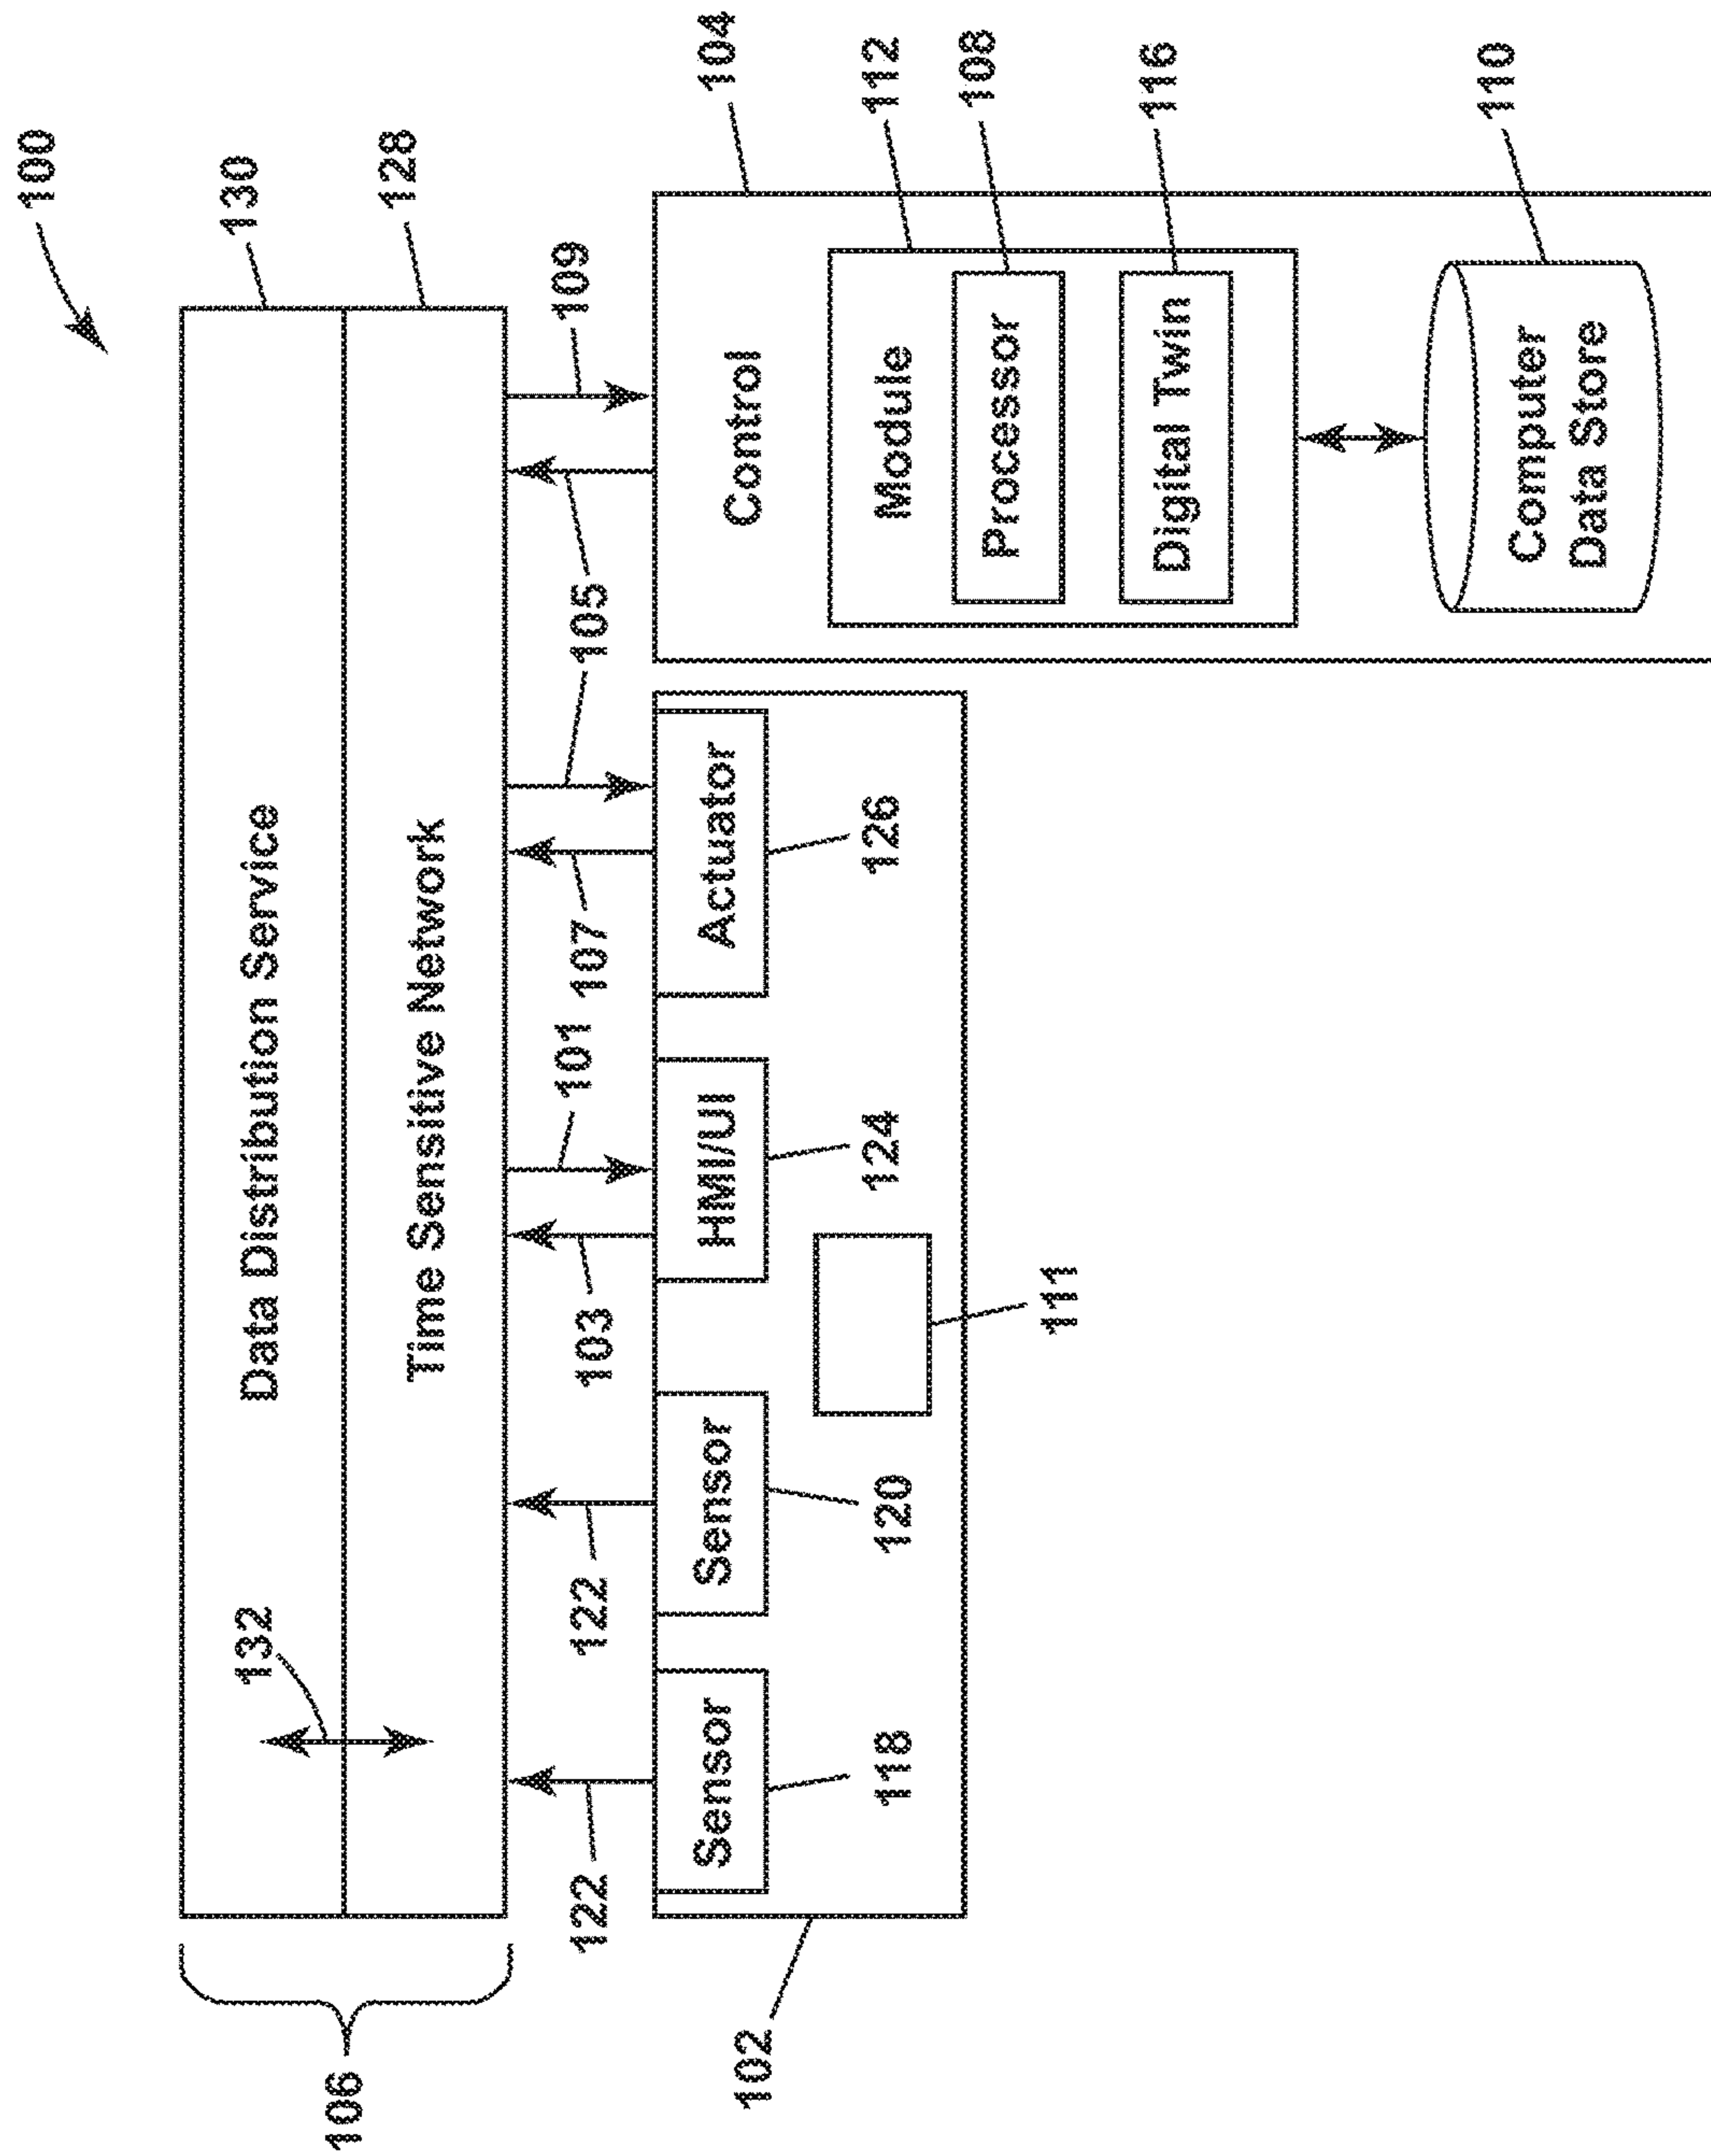 100
130
128
Data Distribution Service
132
Time Sensitive Network
106
122
122
103
101
107
105
109
104
Sensor
Sensor
HMI/UI
Actuator
118
120
124
126
111
102
Control
Module
112
Processor
108
Digital Twin
116
Computer
Data Store
110